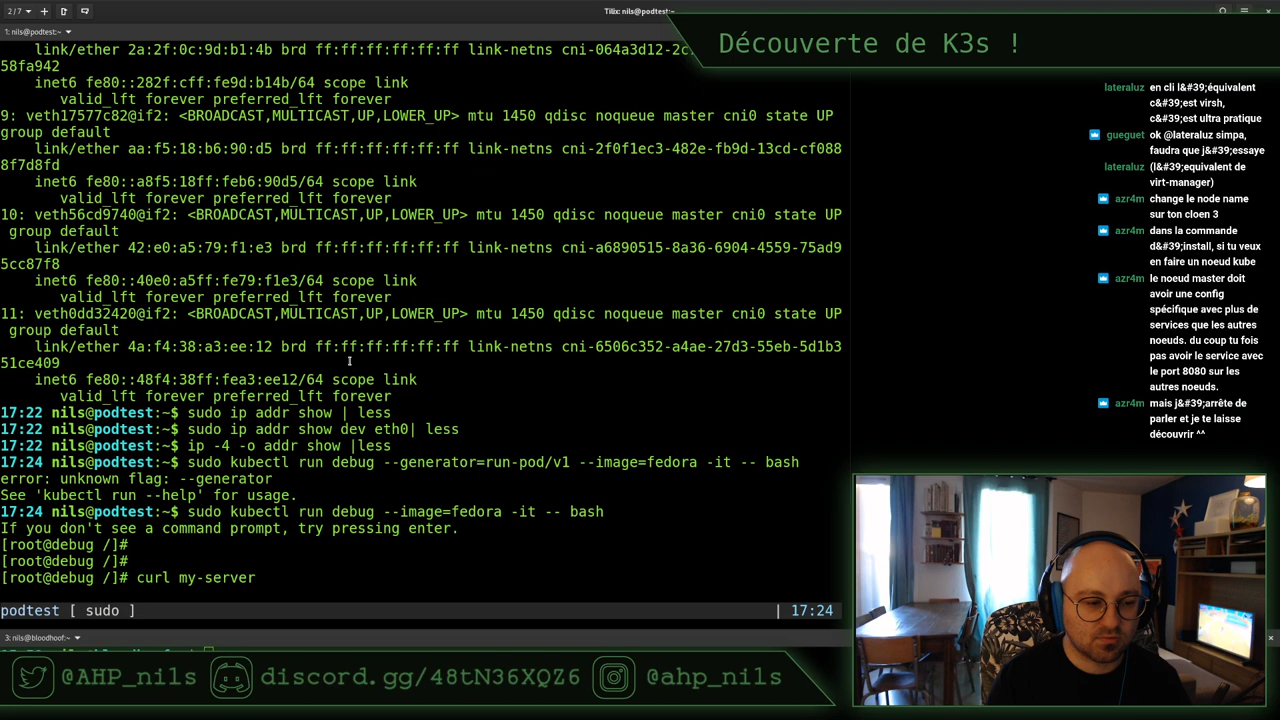 2/7
Tilix: nils@podtest:~
1: nils@podtest:~
link/ether 2a:2f:0c:9d:b1:4b brd ff:ff:ff:ff:ff:ff link-netns cni-064a3d12-2c
58fa942
inet6 fe80::282f:cff:fe9d:b14b/64 scope link
valid_lft forever preferred_lft forever
9: veth17577c82@if2: <BROADCAST,MULTICAST,UP,LOWER_UP> mtu 1450 qdisc noqueue master cni0 state UP
group default
link/ether aa:f5:18:b6:90:d5 brd ff:ff:ff:ff:ff:ff link-netns cni-2f0f1ec3-482e-fb9d-13cd-cf088
8f7d8fd
inet6 fe80::a8f5:18ff:feb6:90d5/64 scope link
valid_lft forever preferred_lft forever
10: veth56cd9740@if2: <BROADCAST,MULTICAST,UP,LOWER_UP> mtu 1450 qdisc noqueue master cni0 state UP
group default
link/ether 42:e0:a5:79:f1:e3 brd ff:ff:ff:ff:ff:ff link-netns cni-a6890515-8a36-6904-4559-75ad9
5cc87f8
inet6 fe80::40e0:a5ff:fe79:f1e3/64 scope link
valid_lft forever preferred_lft forever
11: veth0dd32420@if2: <BROADCAST,MULTICAST,UP,LOWER_UP> mtu 1450 qdisc noqueue master cni0 state UP
group default
link/ether 4a:f4:38:a3:ee:12 brd ff:ff:ff:ff:ff:ff link-netns cni-6506c352-a4ae-27d3-55eb-5d1b3
51ce409
inet6 fe80::48f4:38ff:fea3:ee12/64 scope link
valid_lft forever preferred_lft forever
17:22 nils@podtest:~$ sudo ip addr show | less
17:22 nils@podtest:~$ sudo ip addr show dev eth0| less
17:22 nils@podtest:~$ ip -4 -o addr show |less
17:24 nils@podtest:~$ sudo kubectl run debug --generator=run-pod/v1 --image=fedora -it -- bash
error: unknown flag: --generator
See 'kubectl run --help' for usage.
17:24 nils@podtest:~$ sudo kubectl run debug --image=fedora -it -- bash
If you don't see a command prompt, try pressing enter.
[root@debug /]#
[root@debug /]#
[root@debug /]# curl my-server
podtest [ sudo ] | 17:24
3: nils@bloodhoof:~
Découverte de K3s !
lateraluz en cli l&#39;équivalent
c&#39;est virsh,
c&#39;est ultra pratique
gueguet ok @lateraluz simpa,
faudra que j&#39;essaye
lateraluz (l&#39;equivalent de
virt-manager)
azr4m change le node name
sur ton cloen 3
azr4m dans la commande
d&#39;install, si tu veux
en faire un noeud kube
azr4m le noeud master doit
avoir une config
spécifique avec plus de
services que les autres
noeuds. du coup tu fois
pas avoir le service avec
le port 8080 sur les
autres noeuds.
azr4m mais j&#39;arrête de
parler et je te laisse
découvrir ^^
@AHP_nils discord.gg/48tN36XQZ6 @ahp_nils